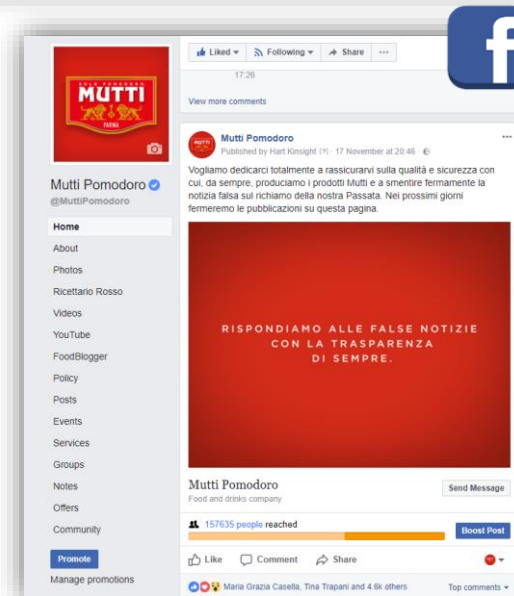 f
SOLO POMODORO
MUTTI
PARMA
Mutti Pomodoro
@MuttiPomodoro
Home
About
Photos
Ricettario Rosso
Videos
YouTube
FoodBlogger
Policy
Posts
Events
Services
Groups
Notes
Offers
Community
Promote
Manage promotions
Liked Following Share ...
17:26
View more comments
Mutti Pomodoro
Published by Hart Kinsight [?] · 17 November at 20:46 ·
Vogliamo dedicarci totalmente a rassicurarvi sulla qualità e sicurezza con
cui, da sempre, produciamo i prodotti Mutti e a smentire fermamente la
notizia falsa sul richiamo della nostra Passata. Nei prossimi giorni
fermeremo le pubblicazioni su questa pagina.
RISPONDIAMO ALLE FALSE NOTIZIE
CON LA TRASPARENZA
DI SEMPRE.
Mutti Pomodoro
Food and drinks company
Send Message
157635 people reached
Boost Post
Like Comment Share
Maria Grazia Casella, Tina Trapani and 4.6k others
Top comments